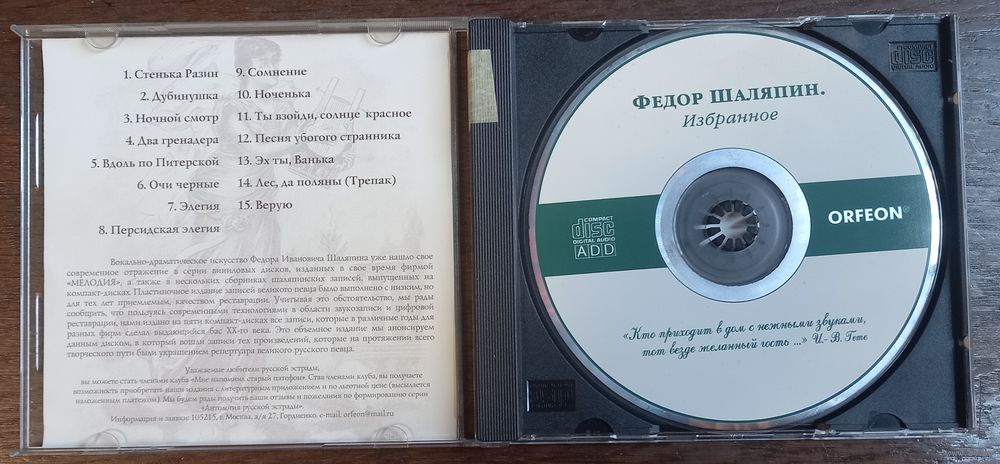 1. Стенька Разин
2. Дубинушка
3. Ночной смотр
4. Два гренадера
5. Вдоль по Питерской
6. Очи черные
7. Элегия
8. Персидская элегия
9. Сомнение
10. Ноченька
11. Ты взойди, солнце красное
12. Песня убогого странника
13. Эх ты, Ванька
14. Лес, да поляны (Трепак)
15. Верую
Вокально-драматическое искусство Федора Ивановича Шаляпина уже нашло свое
современное отражение в серии виниловых дисков, изданных в свое время фирмой
«МЕЛОДИЯ», а также в нескольких сборниках шаляпинских записей, выпущенных на
компакт-дисках. Пластиночное издание записей великого певца было выполнено с низким, но
для тех лет приемлемым, качеством реставрации. Учитывая это обстоятельство, мы рады
сообщить, что пользуясь современными технологиями в области звукозаписи и цифровой
реставрации, нами издано на пяти компакт-дисках все записи, которые в различные годы для
разных фирм сделал выдающийся бас XX-го века. Это объемное издание мы анонсируем
данным диском, в который вошли записи тех произведений, которые на протяжении всего
творческого пути были украшением репертуара великого русского певца.
Уважаемые любители русской эстрады,
вы можете стать членами клуба «Мне напомнил старый патефон». Став членами клуба, вы получаете
возможность приобретать наши издания с литературным приложением и по льготной цене (высылается
наложенным платежом). Мы будем рады получить ваши отзывы и пожелания по формированию серии
«Антология русской эстрады».
Информация и заявки: 105215, г. Москва, а/я 27, Гордиенко, e-mail: orfeon@mail.ru
ФЕДОР ШАЛЯПИН.
Избранное
COMPACT
disc
DIGITAL AUDIO
ADD
ORFEON®
«Кто приходит в дом с нежными звуками,
тот везде желанный гость ...» И.- В. Гете
COMPACT
disc
DIGITAL AUDIO